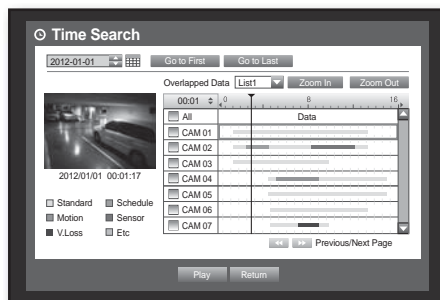 Time Search
2012-01-01 Go to First Go to Last
Overlapped Data List1 Zoom In Zoom Out
00:01 0 8 16
All Data
CAM 01
CAM 02
CAM 03
CAM 04
CAM 05
CAM 06
CAM 07
2012/01/01 00:01:17
Standard Schedule
Motion Sensor
V.Loss Etc
Previous/Next Page
Play Return